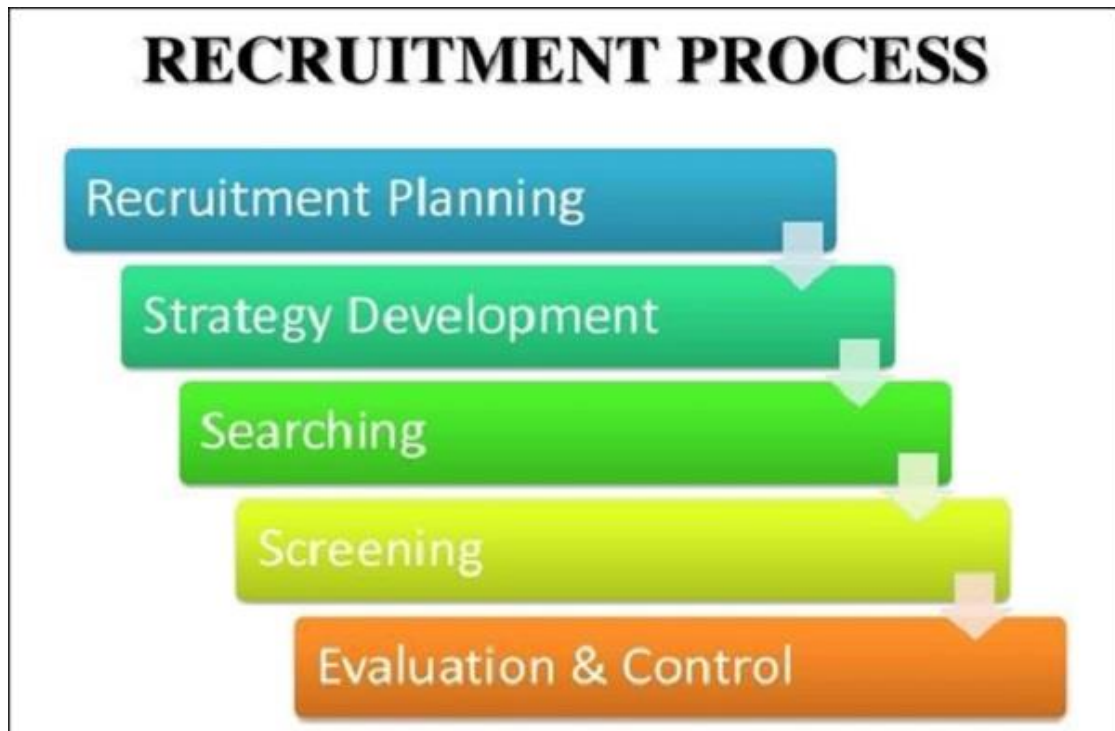 RECRUITMENT PROCESS
Recruitment Planning
Strategy Development
Searching
Screening
Evaluation & Control